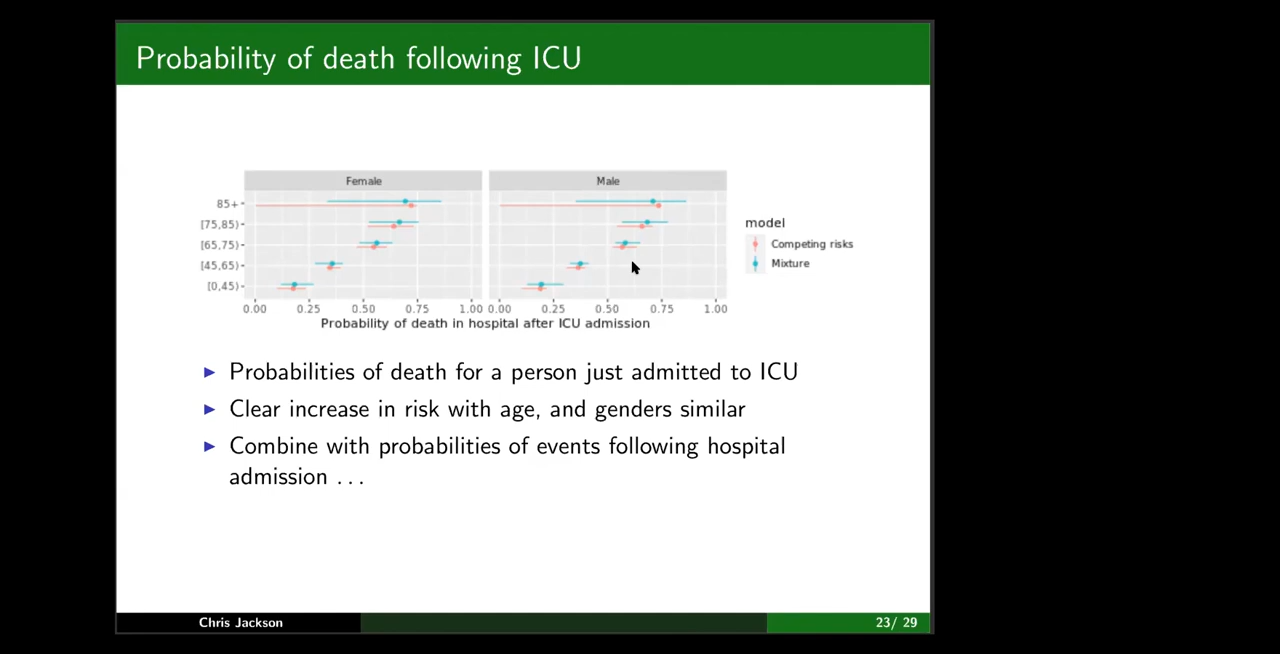 Probability of death following ICU
Female
Male
85+
[75,85)
[65,75)
[45,65)
[0,45)
0.00 0.25 0.50 0.75 1.00 0.00 0.25 0.50 0.75 1.00
Probability of death in hospital after ICU admission
model
Competing risks
Mixture
Probabilities of death for a person just admitted to ICU
Clear increase in risk with age, and genders similar
Combine with probabilities of events following hospital
admission . . .
Chris Jackson
23/ 29